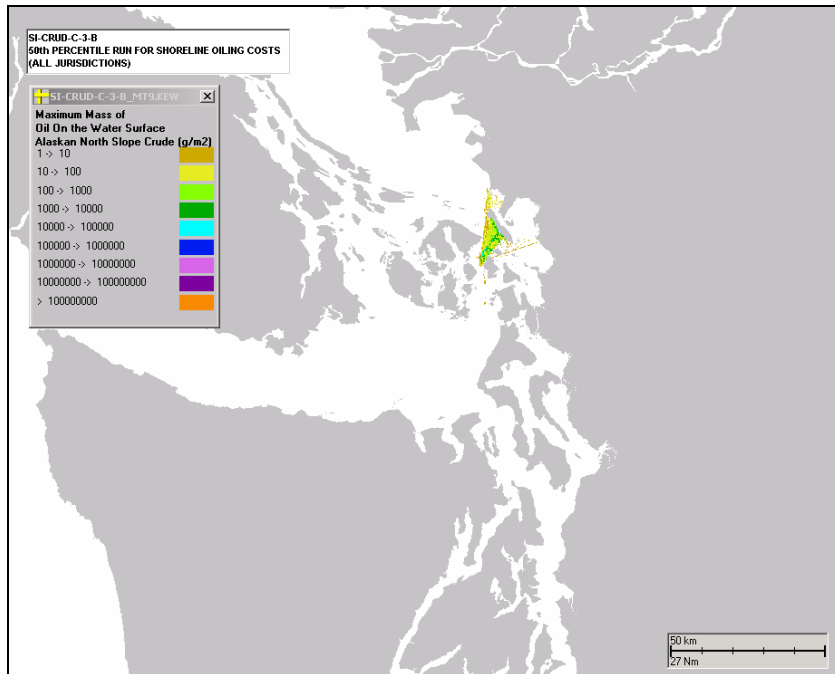 SI-CRUD-C-3-B
50th PERCENTILE RUN FOR SHORELINE OILING COSTS
(ALL JURISDICTIONS)
SI-CRUD-C-3-B_MT9.KEW
Maximum Mass of
Oil On the Water Surface
Alaskan North Slope Crude (g/m2)
1 -> 10
10 -> 100
100 -> 1000
1000 -> 10000
10000 -> 100000
100000 -> 1000000
1000000 -> 10000000
10000000 -> 100000000
> 100000000
50 km
27 Nm